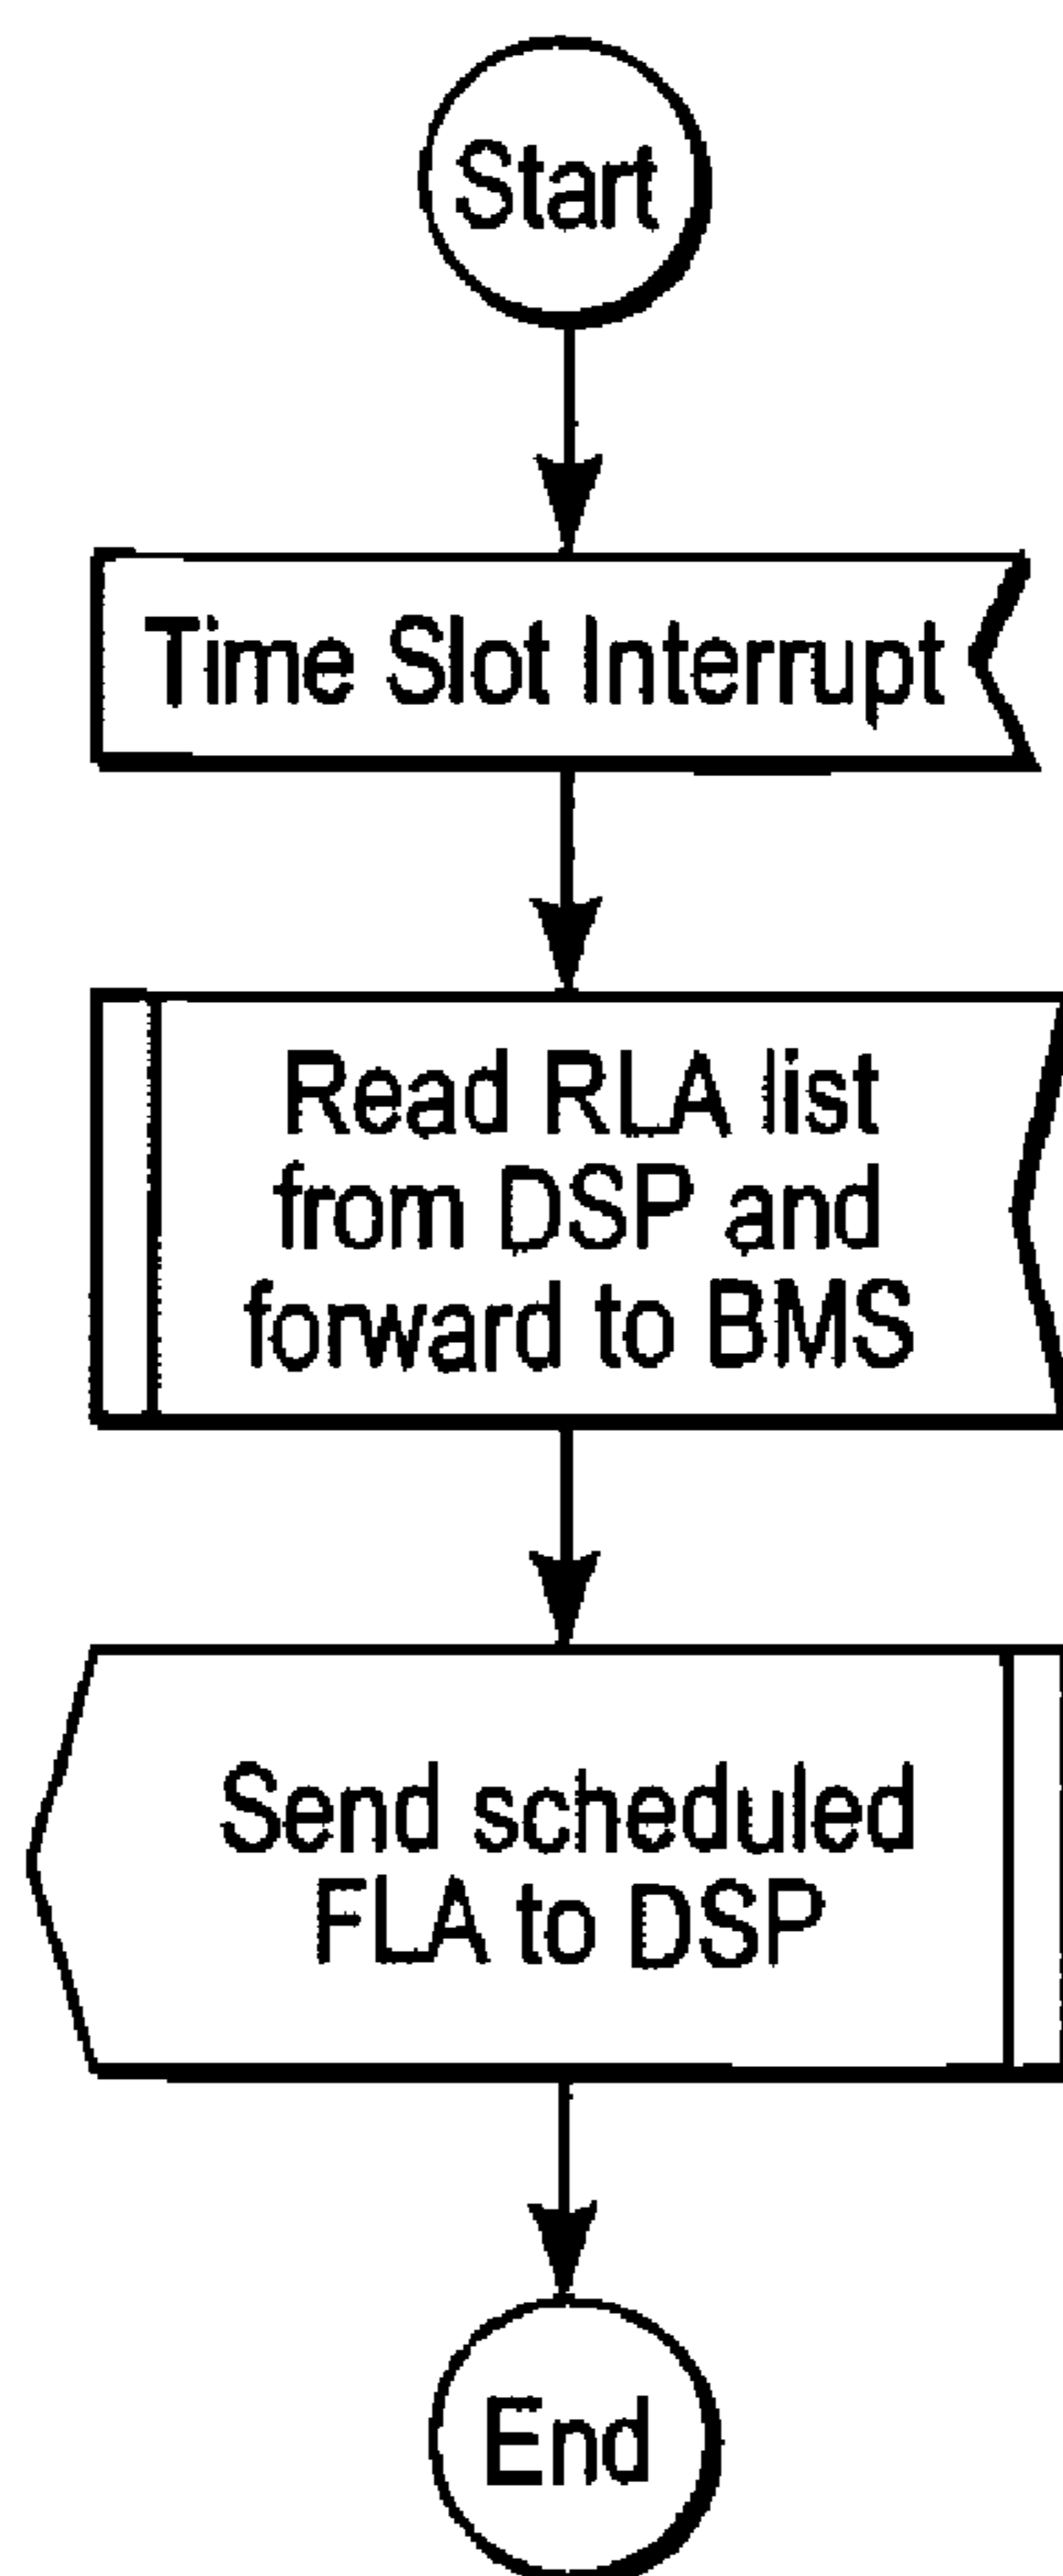 Start
Time Slot Interrupt
Read RLA list
from DSP and
forward to BMS
Send scheduled
FLA to DSP
End